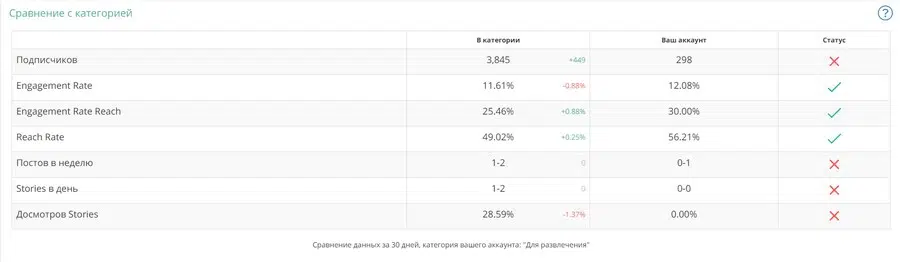 Сравнение с категорией ?
В категории Ваш аккаунт Статус
Подписчиков 3,845 +449 298
Engagement Rate 11.61% -0.88% 12.08%
Engagement Rate Reach 25.46% +0.88% 30.00%
Reach Rate 49.02% +0.25% 56.21%
Постов в неделю 1-2 0 0-1
Stories в день 1-2 0 0-0
Досмотров Stories 28.59% -1.37% 0.00%
Сравнение данных за 30 дней, категория вашего аккаунта: "Для развлечения"